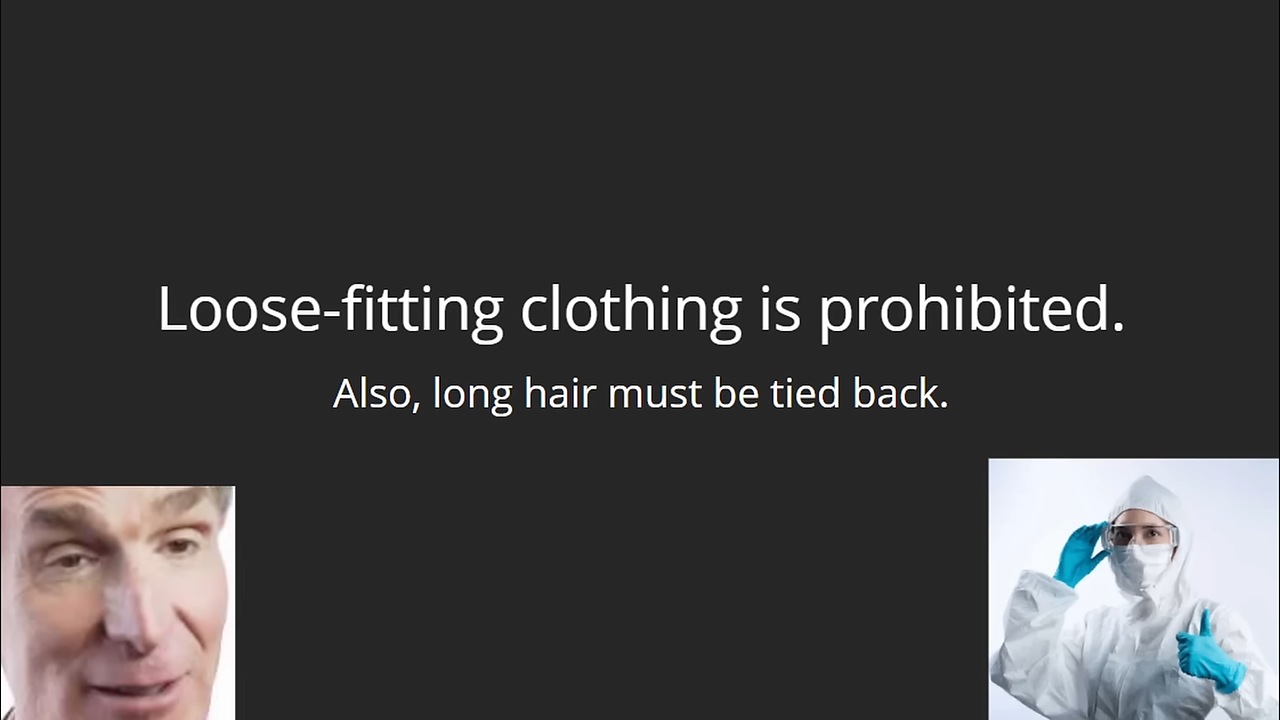 Loose-fitting clothing is prohibited.
Also, long hair must be tied back.